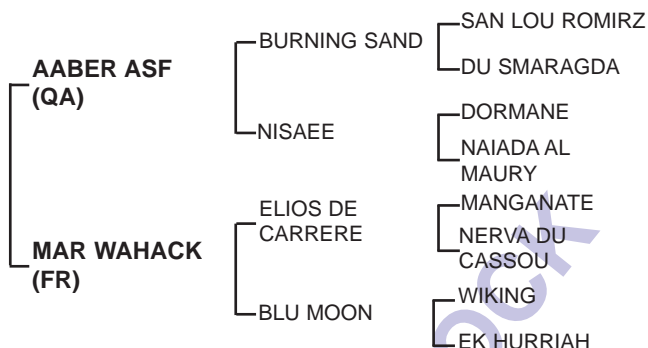 AABER ASF
(QA)
MAR WAHACK
(FR)
BURNING SAND
NISAEE
ELIOS DE
CARRERE
BLU MOON
SAN LOU ROMIRZ
DU SMARAGDA
DORMANE
NAIADA AL
MAURY
MANGANATE
NERVA DU
CASSOU
WIKING
EK HURRIAH
OCK